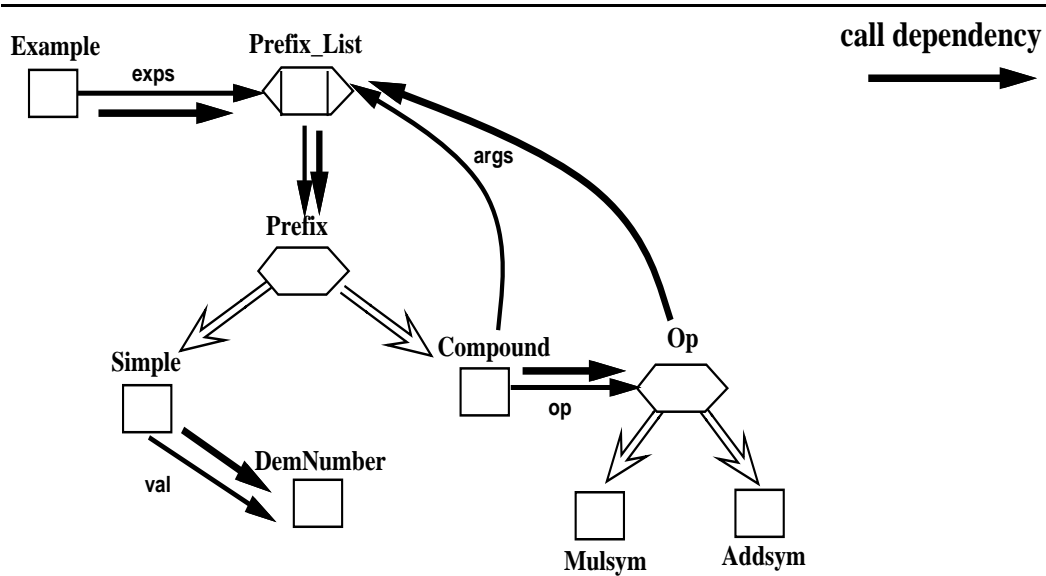 call dependency
Example
Prefix_List
exps
args
Prefix
Op
Simple
Compound
op
DemNumber
val
Mulsym
Addsym